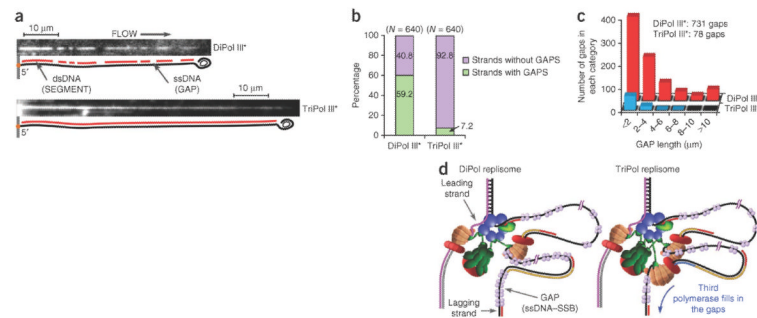 a
10 μm
FLOW
DiPol III*
5′
dsDNA
(SEGMENT)
ssDNA
(GAP)
10 μm
TriPol III*
5′
b
(N = 640) (N = 640)
100
80
60
40
20
0
Percentage
40.8
59.2
92.8
7.2
DiPol III* TriPol III*
Strands without GAPS
Strands with GAPS
c
DiPol III*: 731 gaps
TriPol III*: 78 gaps
400
200
0
Number of gaps in
each category
DiPol III*
TriPol III*
<2
2–4
4–6
6–8
8–10
>10
GAP length (μm)
d
DiPol replisome
TriPol replisome
Leading
strand
Lagging
strand
GAP
(ssDNA–SSB)
Third
polymerase fills in
the gaps